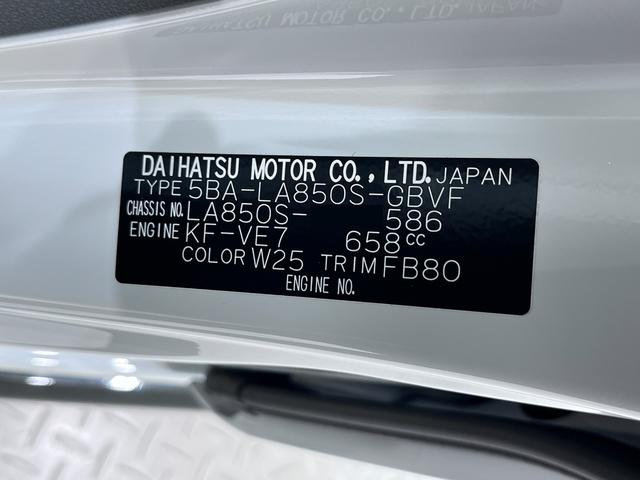 DAIHATSU MOTOR CO., LTD. JAPAN
TYPE 5BA-LA850S-GBVF
CHASSIS NO. LA850S- 586
ENGINE KF-VE7 658cc
COLOR W25 TRIM FB80
ENGINE NO.